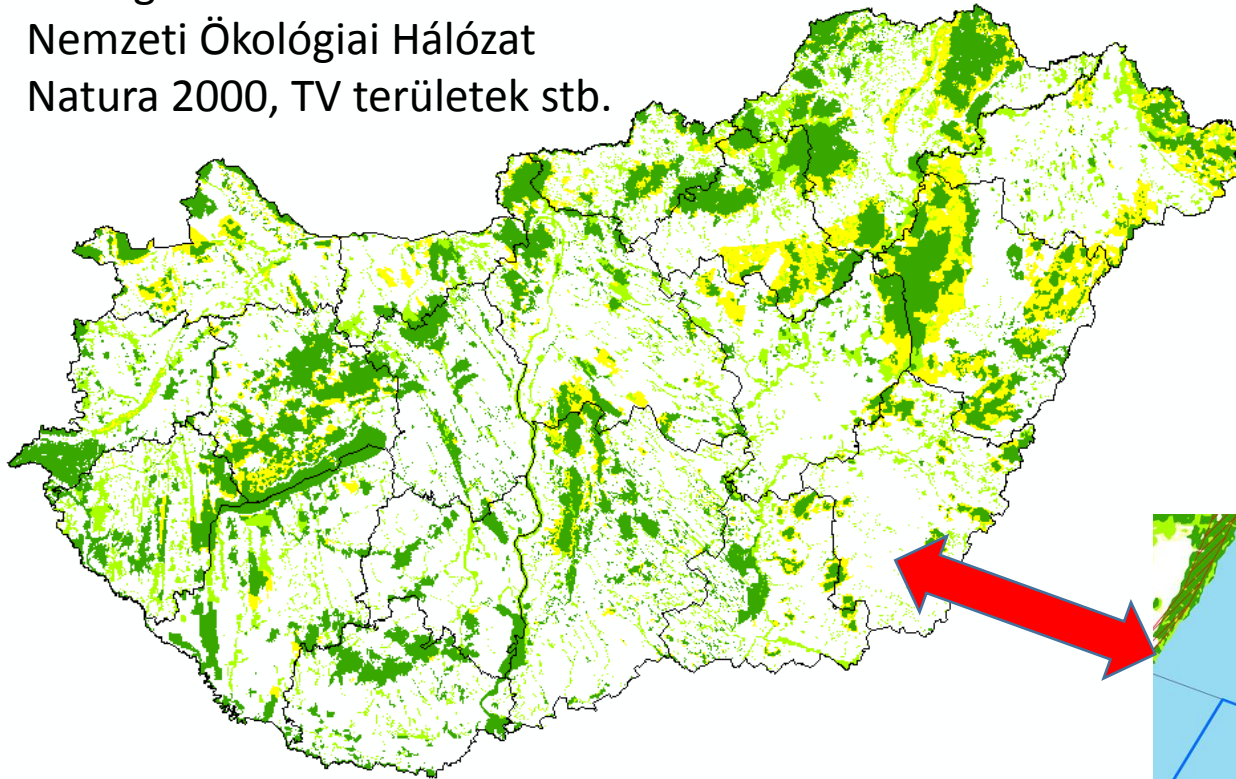 Nemzeti Ökológiai Hálózat
Natura 2000, TV területek stb.